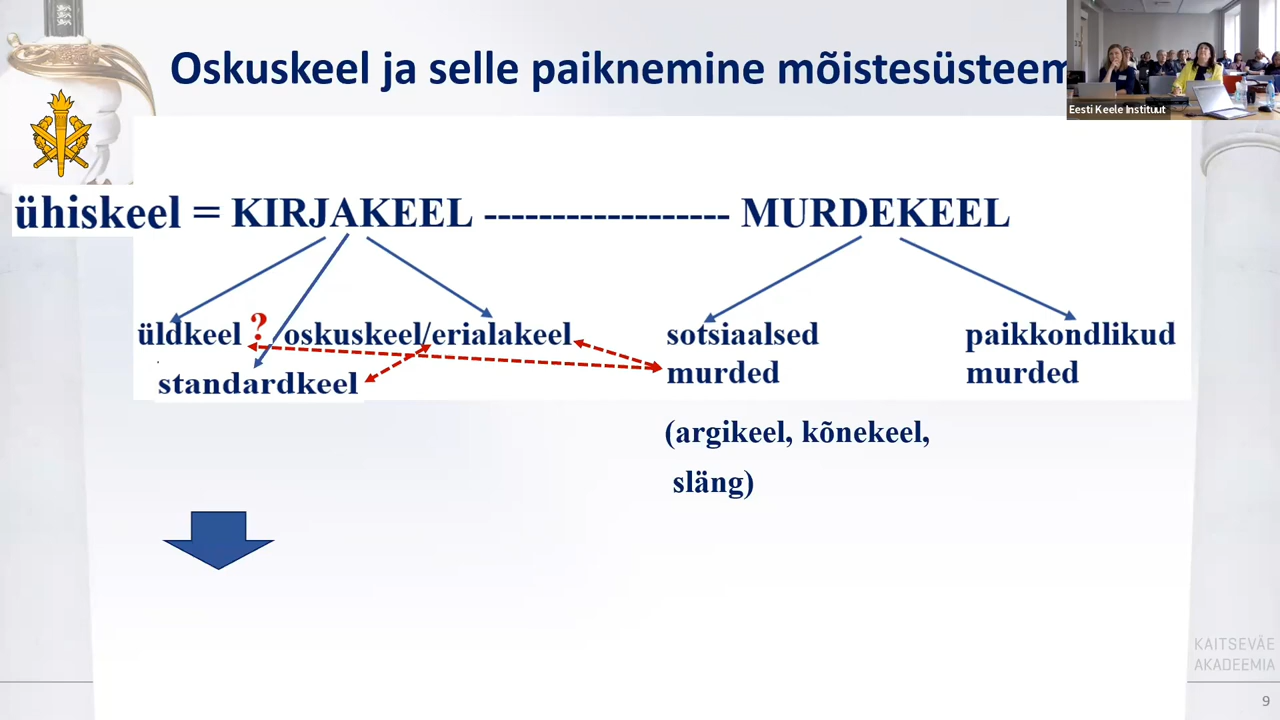 Oskuskeel ja selle paiknemine mõistesüsteem
Eesti Keele Instituut
ühiskeel = KIRJAKEEL ------------------ MURDEKEEL
üldkeel ? oskuskeel/erialakeel sotsiaalsed paikkondlikud
standardkeel murded murded
(argikeel, kõnekeel,
släng)
KAITSEVÄE
AKADEEMIA
9